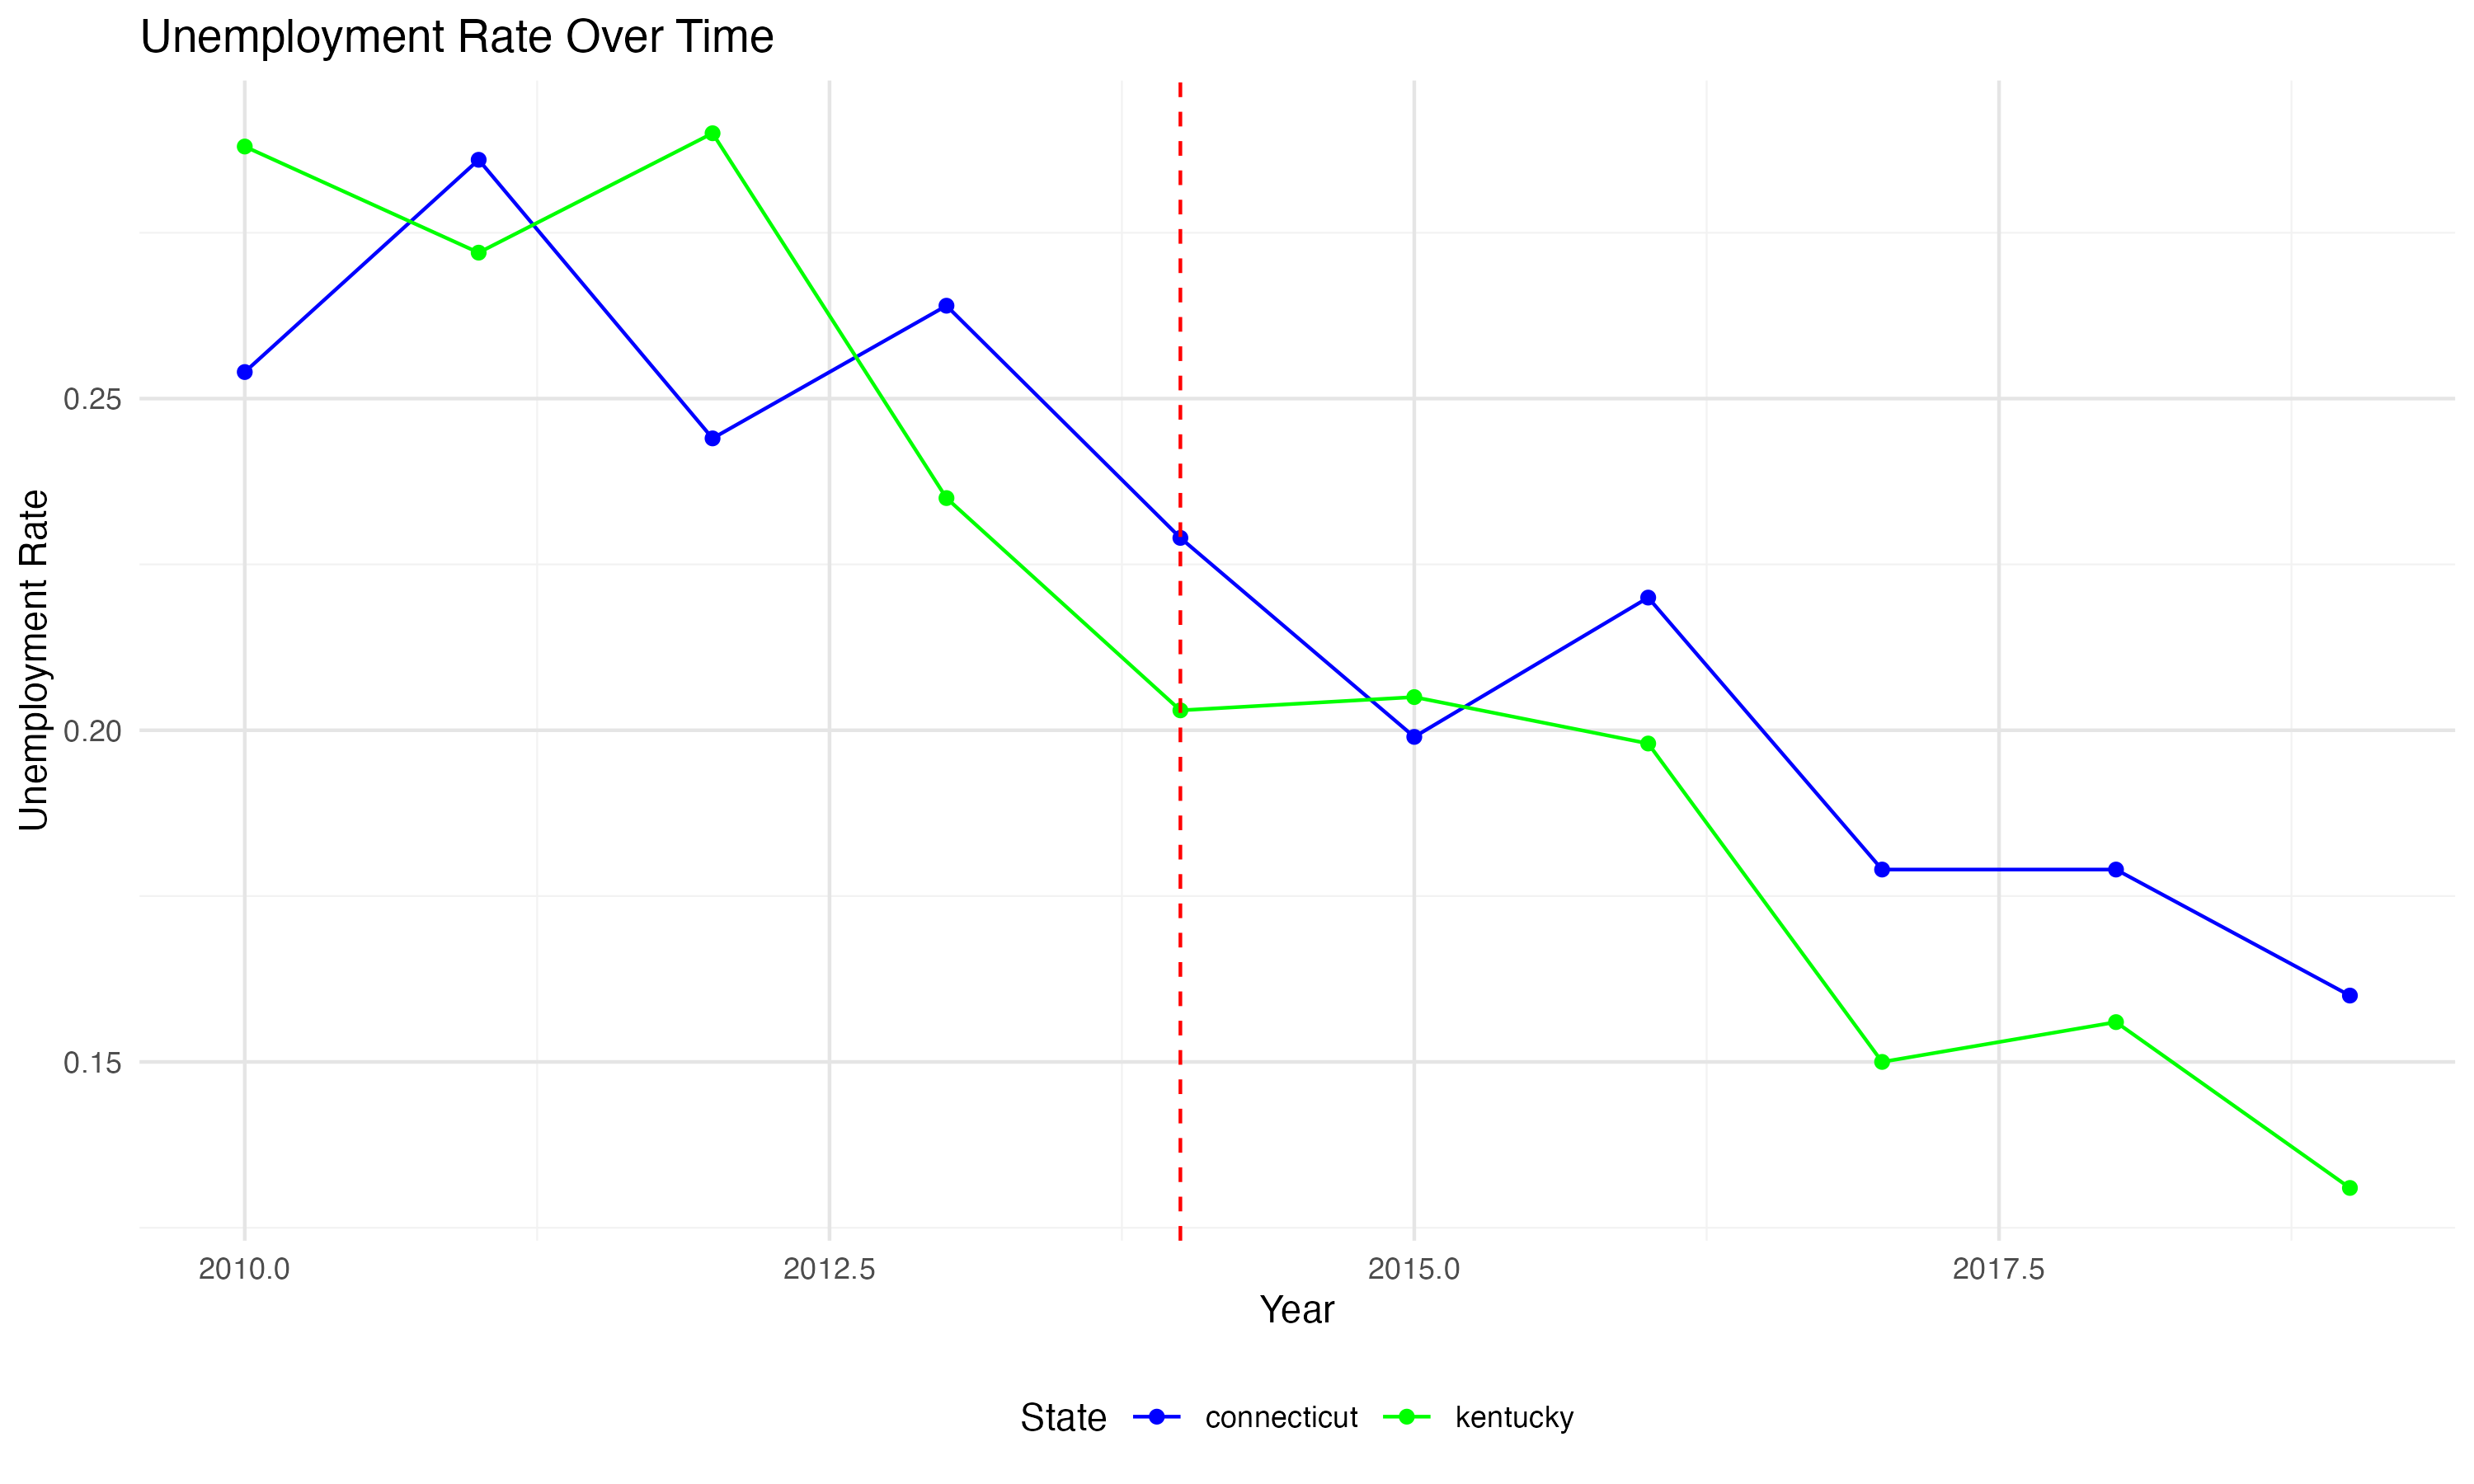 Unemployment Rate Over Time
Unemployment Rate
0.25
0.20
0.15
2010.0 2012.5 2015.0 2017.5
Year
State connecticut kentucky